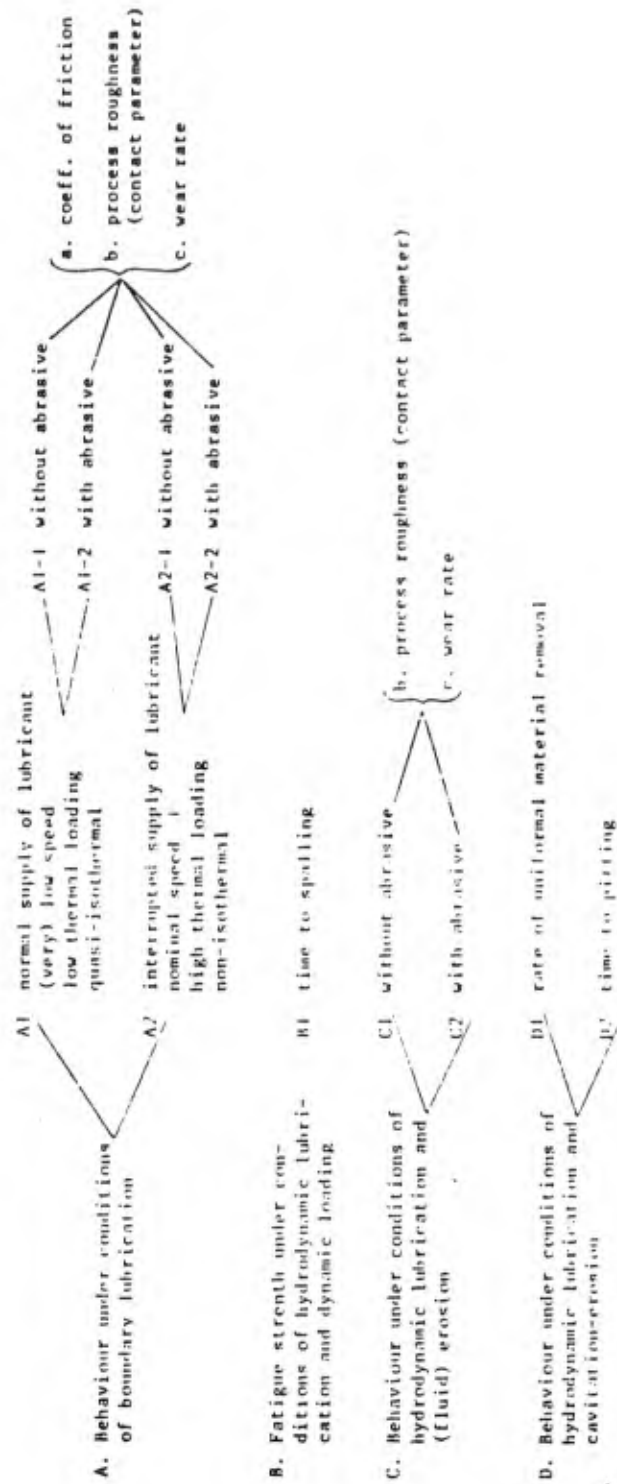 A. Behaviour under conditions
of boundary lubrication
A1 normal supply of lubricant
(very) low speed
low thermal loading
quasi-isothermal
A1-1 without abrasive
A1-2 with abrasive
A2 interrupted supply of lubricant
nominal speed
high thermal loading
non-isothermal
A2-1 without abrasive
A2-2 with abrasive
a. coeff. of friction
b. process roughness
(contact parameter)
c. wear rate
B. Fatigue strenth under con-
ditions of hydrodynamic lubri-
cation and dynamic loading
B1 time to spalling
C. Behaviour under conditions of
hydrodynamic lubrication and
(fluid) erosion
C1 without abrasive
C2 with abrasive
b. process roughness (contact parameter)
c. wear rate
D. Behaviour under conditions of
hydrodynamic lubrication and
cavitation-erosion
D1 rate of uniformal material removal
D2 time to pitting